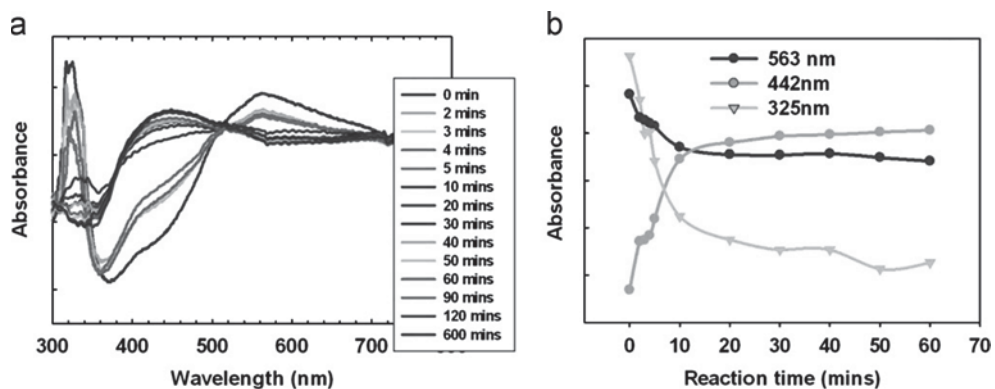 a
Absorbance
300
400
500
600
700
Wavelength (nm)
0 min
2 mins
3 mins
4 mins
5 mins
10 mins
20 mins
30 mins
40 mins
50 mins
60 mins
90 mins
120 mins
600 mins
b
Absorbance
563 nm
442nm
325nm
0
10
20
30
40
50
60
70
Reaction time (mins)